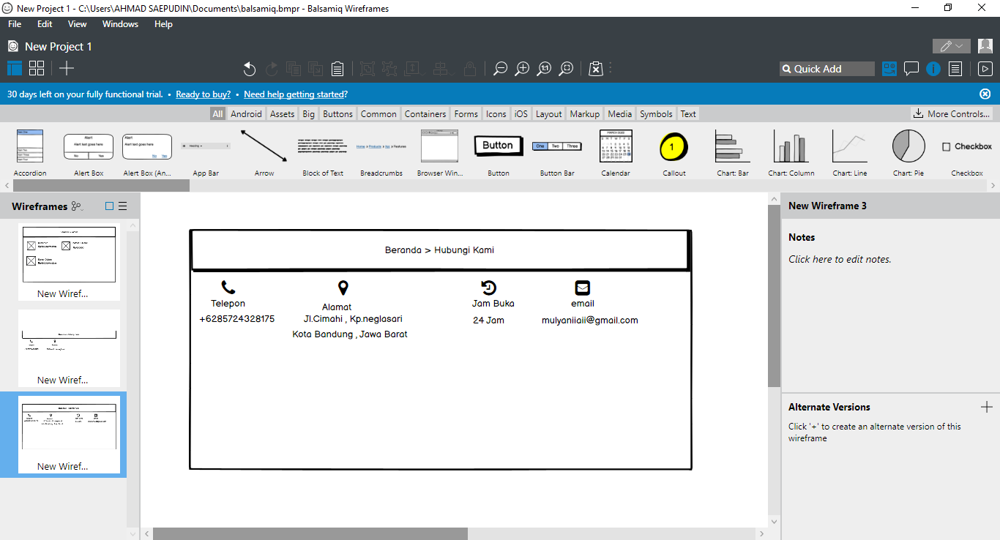 New Project 1 - C:\Users\AHMAD SAEPUDIN\Documents\balsamiq.bmpr - Balsamiq Wireframes
File Edit View Windows Help
New Project 1
1:1
Quick Add
30 days left on your fully functional trial. • Ready to buy? • Need help getting started?
All Android Assets Big Buttons Common Containers Forms Icons iOS Layout Markup Media Symbols Text More Controls...
Alert
Alert text goes here
No Yes
Alert
Alert text goes here
No Yes
Heading
Home > Products > > Features
Button
One Two Three
1
Checkbox
Accordion Alert Box Alert Box (An... App Bar Arrow Block of Text Breadcrumbs Browser Win... Button Button Bar Calendar Callout Chart: Bar Chart: Column Chart: Line Chart: Pie Checkbox
Wireframes
New Wiref...
New Wiref...
New Wiref...
Beranda > Hubungi Kami
Telepon
+6285724328175
Alamat
Jl.Cimahi , Kp.neglasari
Kota Bandung , Jawa Barat
Jam Buka
24 Jam
email
mulyaniiaii@gmail.com
New Wireframe 3
Notes
Click here to edit notes.
Alternate Versions
Click '+' to create an alternate version of this
wireframe